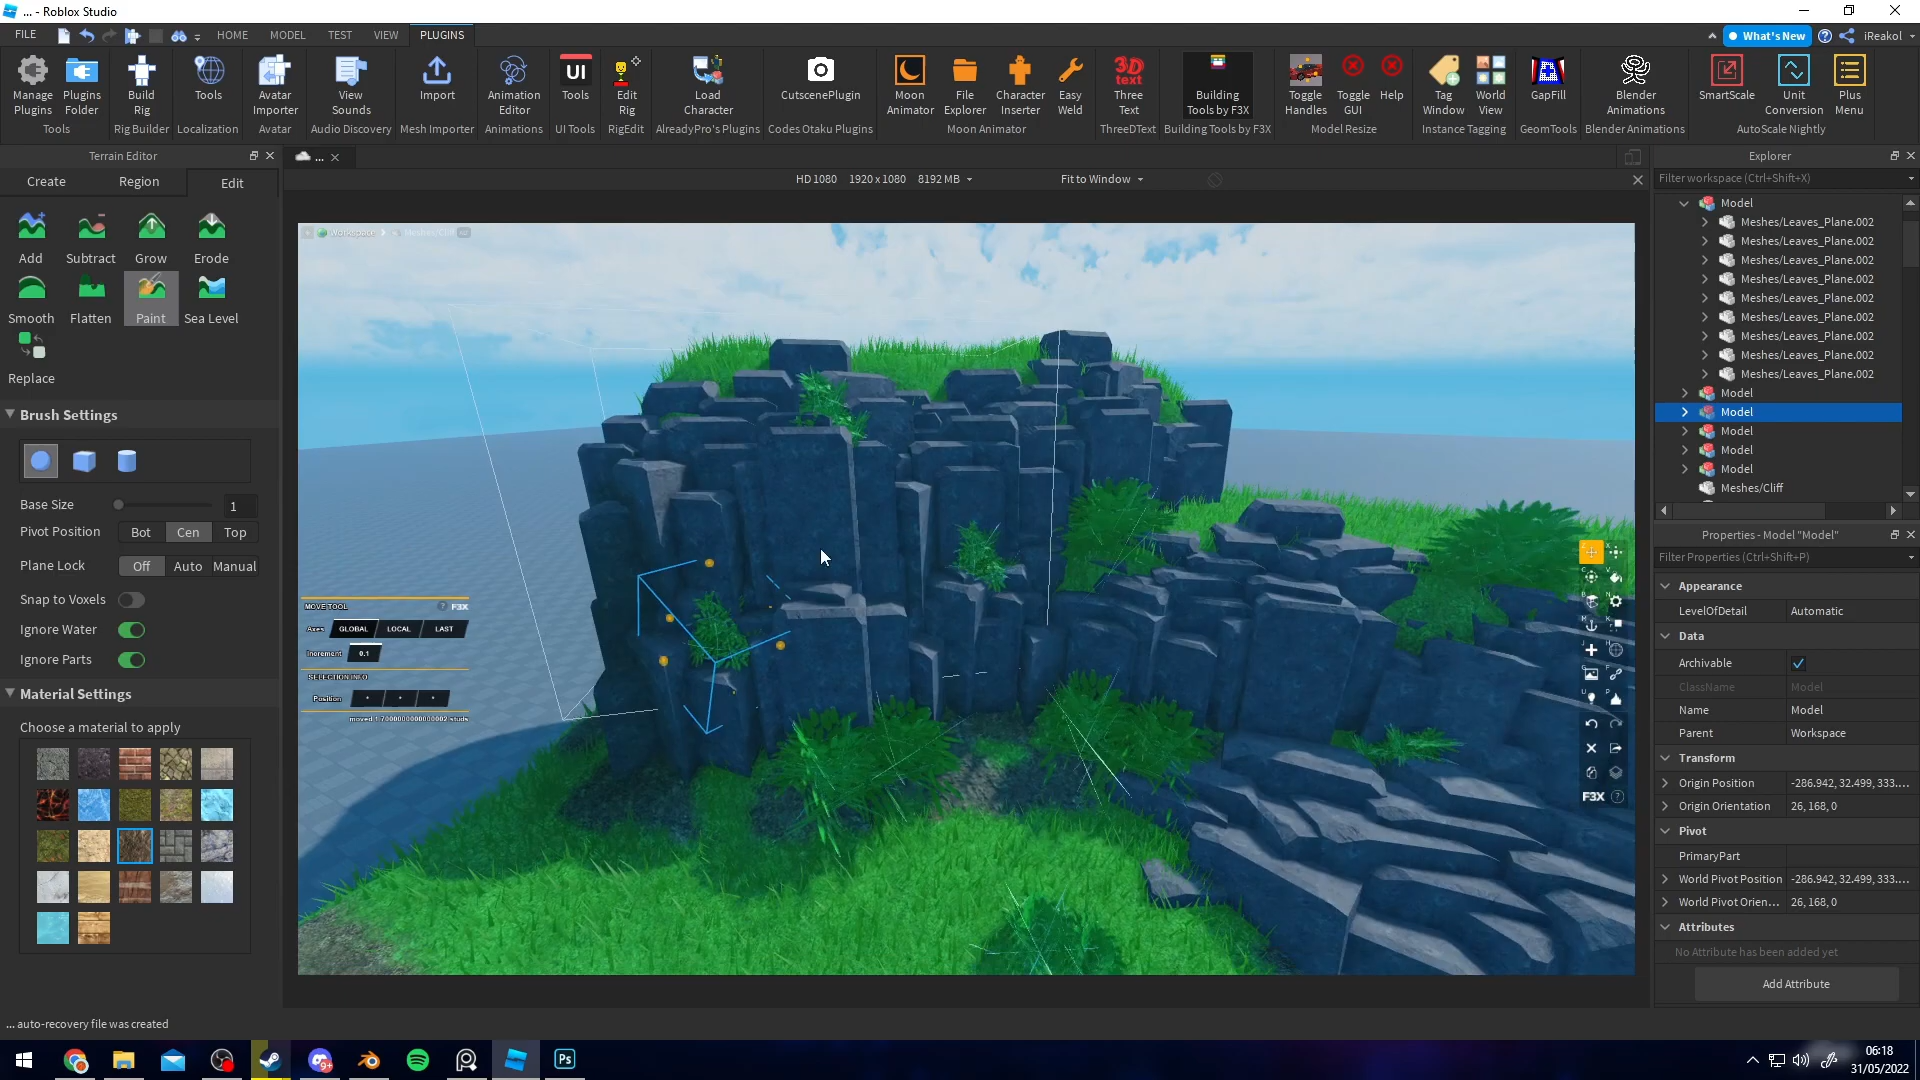 ... - Roblox Studio
FILE HOME MODEL TEST VIEW PLUGINS What's New iReakol
Manage Plugins
Plugins Folder
Build Rig
Tools
Avatar Importer
View Sounds
Import
Animation Editor
UI
Tools
Edit Rig
Load Character
CutscenePlugin
Moon Animator
File Explorer
Character Inserter
Easy Weld
3D text
Three Text
Building Tools by F3X
Toggle Handles
Toggle GUI
Help
Tag Window
World View
GapFill
Blender Animations
SmartScale
Unit Conversion
Plus Menu
Tools Rig Builder Localization Avatar Audio Discovery Mesh Importer Animations UI Tools RigEdit AlreadyPro's Plugins Codes Otaku Plugins Moon Animator ThreeDText Building Tools by F3X Model Resize Instance Tagging GeomTools Blender Animations AutoScale Nightly
Terrain Editor
Create Region Edit
Add Subtract Grow Erode
Smooth Flatten Paint Sea Level
Replace
Brush Settings
Base Size 1
Pivot Position Bot Cen Top
Plane Lock Off Auto Manual
Snap to Voxels
Ignore Water
Ignore Parts
Material Settings
Choose a material to apply
...
HD 1080 1920 x 1080 8192 MB Fit to Window
Workspace Meshes/Cliff
MOVE TOOL ? F3X
Axes GLOBAL LOCAL LAST
Increment 0.1
SELECTION INFO
Position
moved 1.7000000000000002 studs
F3X ?
Explorer
Filter workspace (Ctrl+Shift+X)
Model
Meshes/Leaves_Plane.002
Meshes/Leaves_Plane.002
Meshes/Leaves_Plane.002
Meshes/Leaves_Plane.002
Meshes/Leaves_Plane.002
Meshes/Leaves_Plane.002
Meshes/Leaves_Plane.002
Meshes/Leaves_Plane.002
Meshes/Leaves_Plane.002
Model
Model
Model
Model
Model
Meshes/Cliff
Properties - Model "Model"
Filter Properties (Ctrl+Shift+P)
Appearance
LevelOfDetail Automatic
Data
Archivable
ClassName Model
Name Model
Parent Workspace
Transform
Origin Position -286.942, 32.499, 333....
Origin Orientation 26, 168, 0
Pivot
PrimaryPart
World Pivot Position -286.942, 32.499, 333....
World Pivot Orien... 26, 168, 0
Attributes
No Attribute has been added yet
Add Attribute
... auto-recovery file was created
9+
Ps
06:18
31/05/2022